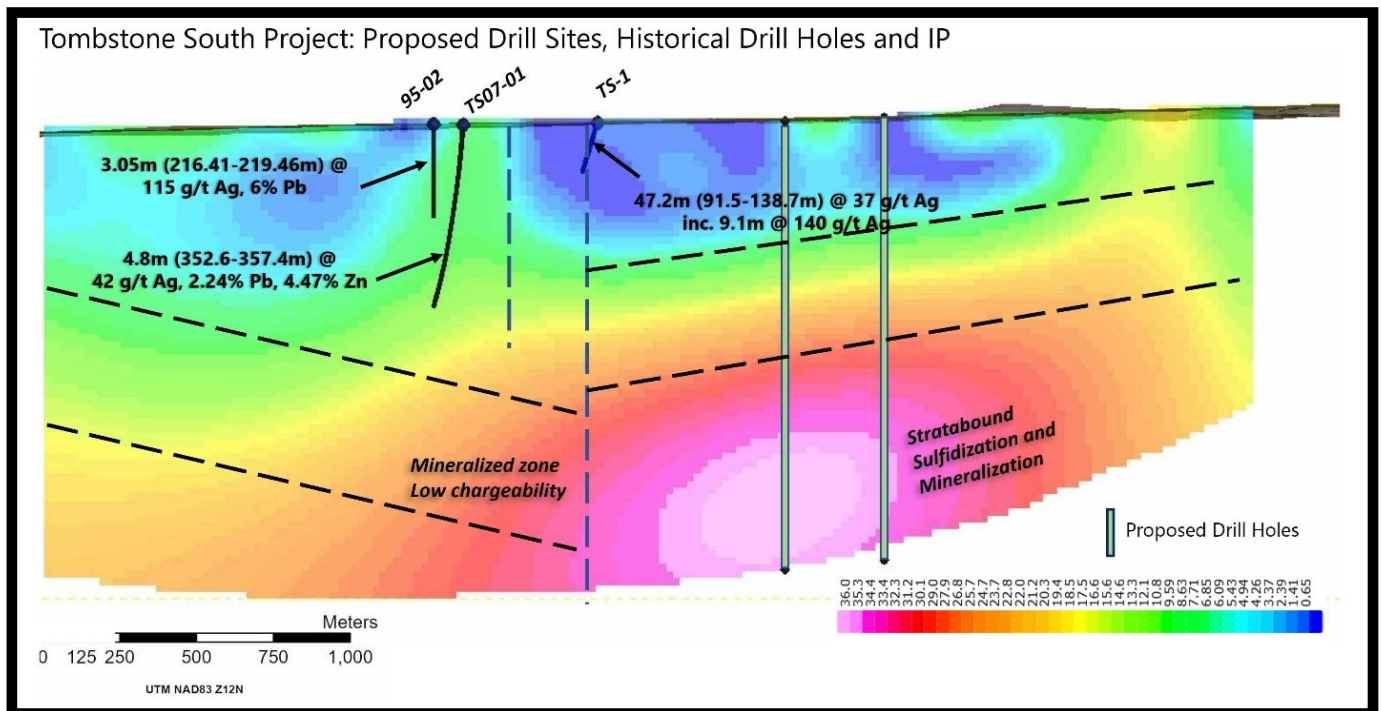 Tombstone South Project: Proposed Drill Sites, Historical Drill Holes and IP
95-02
TS07-01
TS-1
3.05m (216.41-219.46m) @
115 g/t Ag, 6% Pb
47.2m (91.5-138.7m) @ 37 g/t Ag
inc. 9.1m @ 140 g/t Ag
4.8m (352.6-357.4m) @
42 g/t Ag, 2.24% Pb, 4.47% Zn
Mineralized zone
Low chargeability
Stratabound
Sulfidization and
Mineralization
Proposed Drill Holes
36.0 35.3 34.4 33.4 32.3 31.2 30.1 29.0 27.9 26.8 25.7 24.7 23.7 22.8 22.0 21.2 20.3 19.4 18.5 17.5 16.6 15.6 14.6 13.3 12.1 10.8 9.59 8.63 7.71 6.85 6.09 5.43 4.94 4.26 3.37 2.39 1.41 0.65
Meters
0 125 250 500 750 1,000
UTM NAD83 Z12N